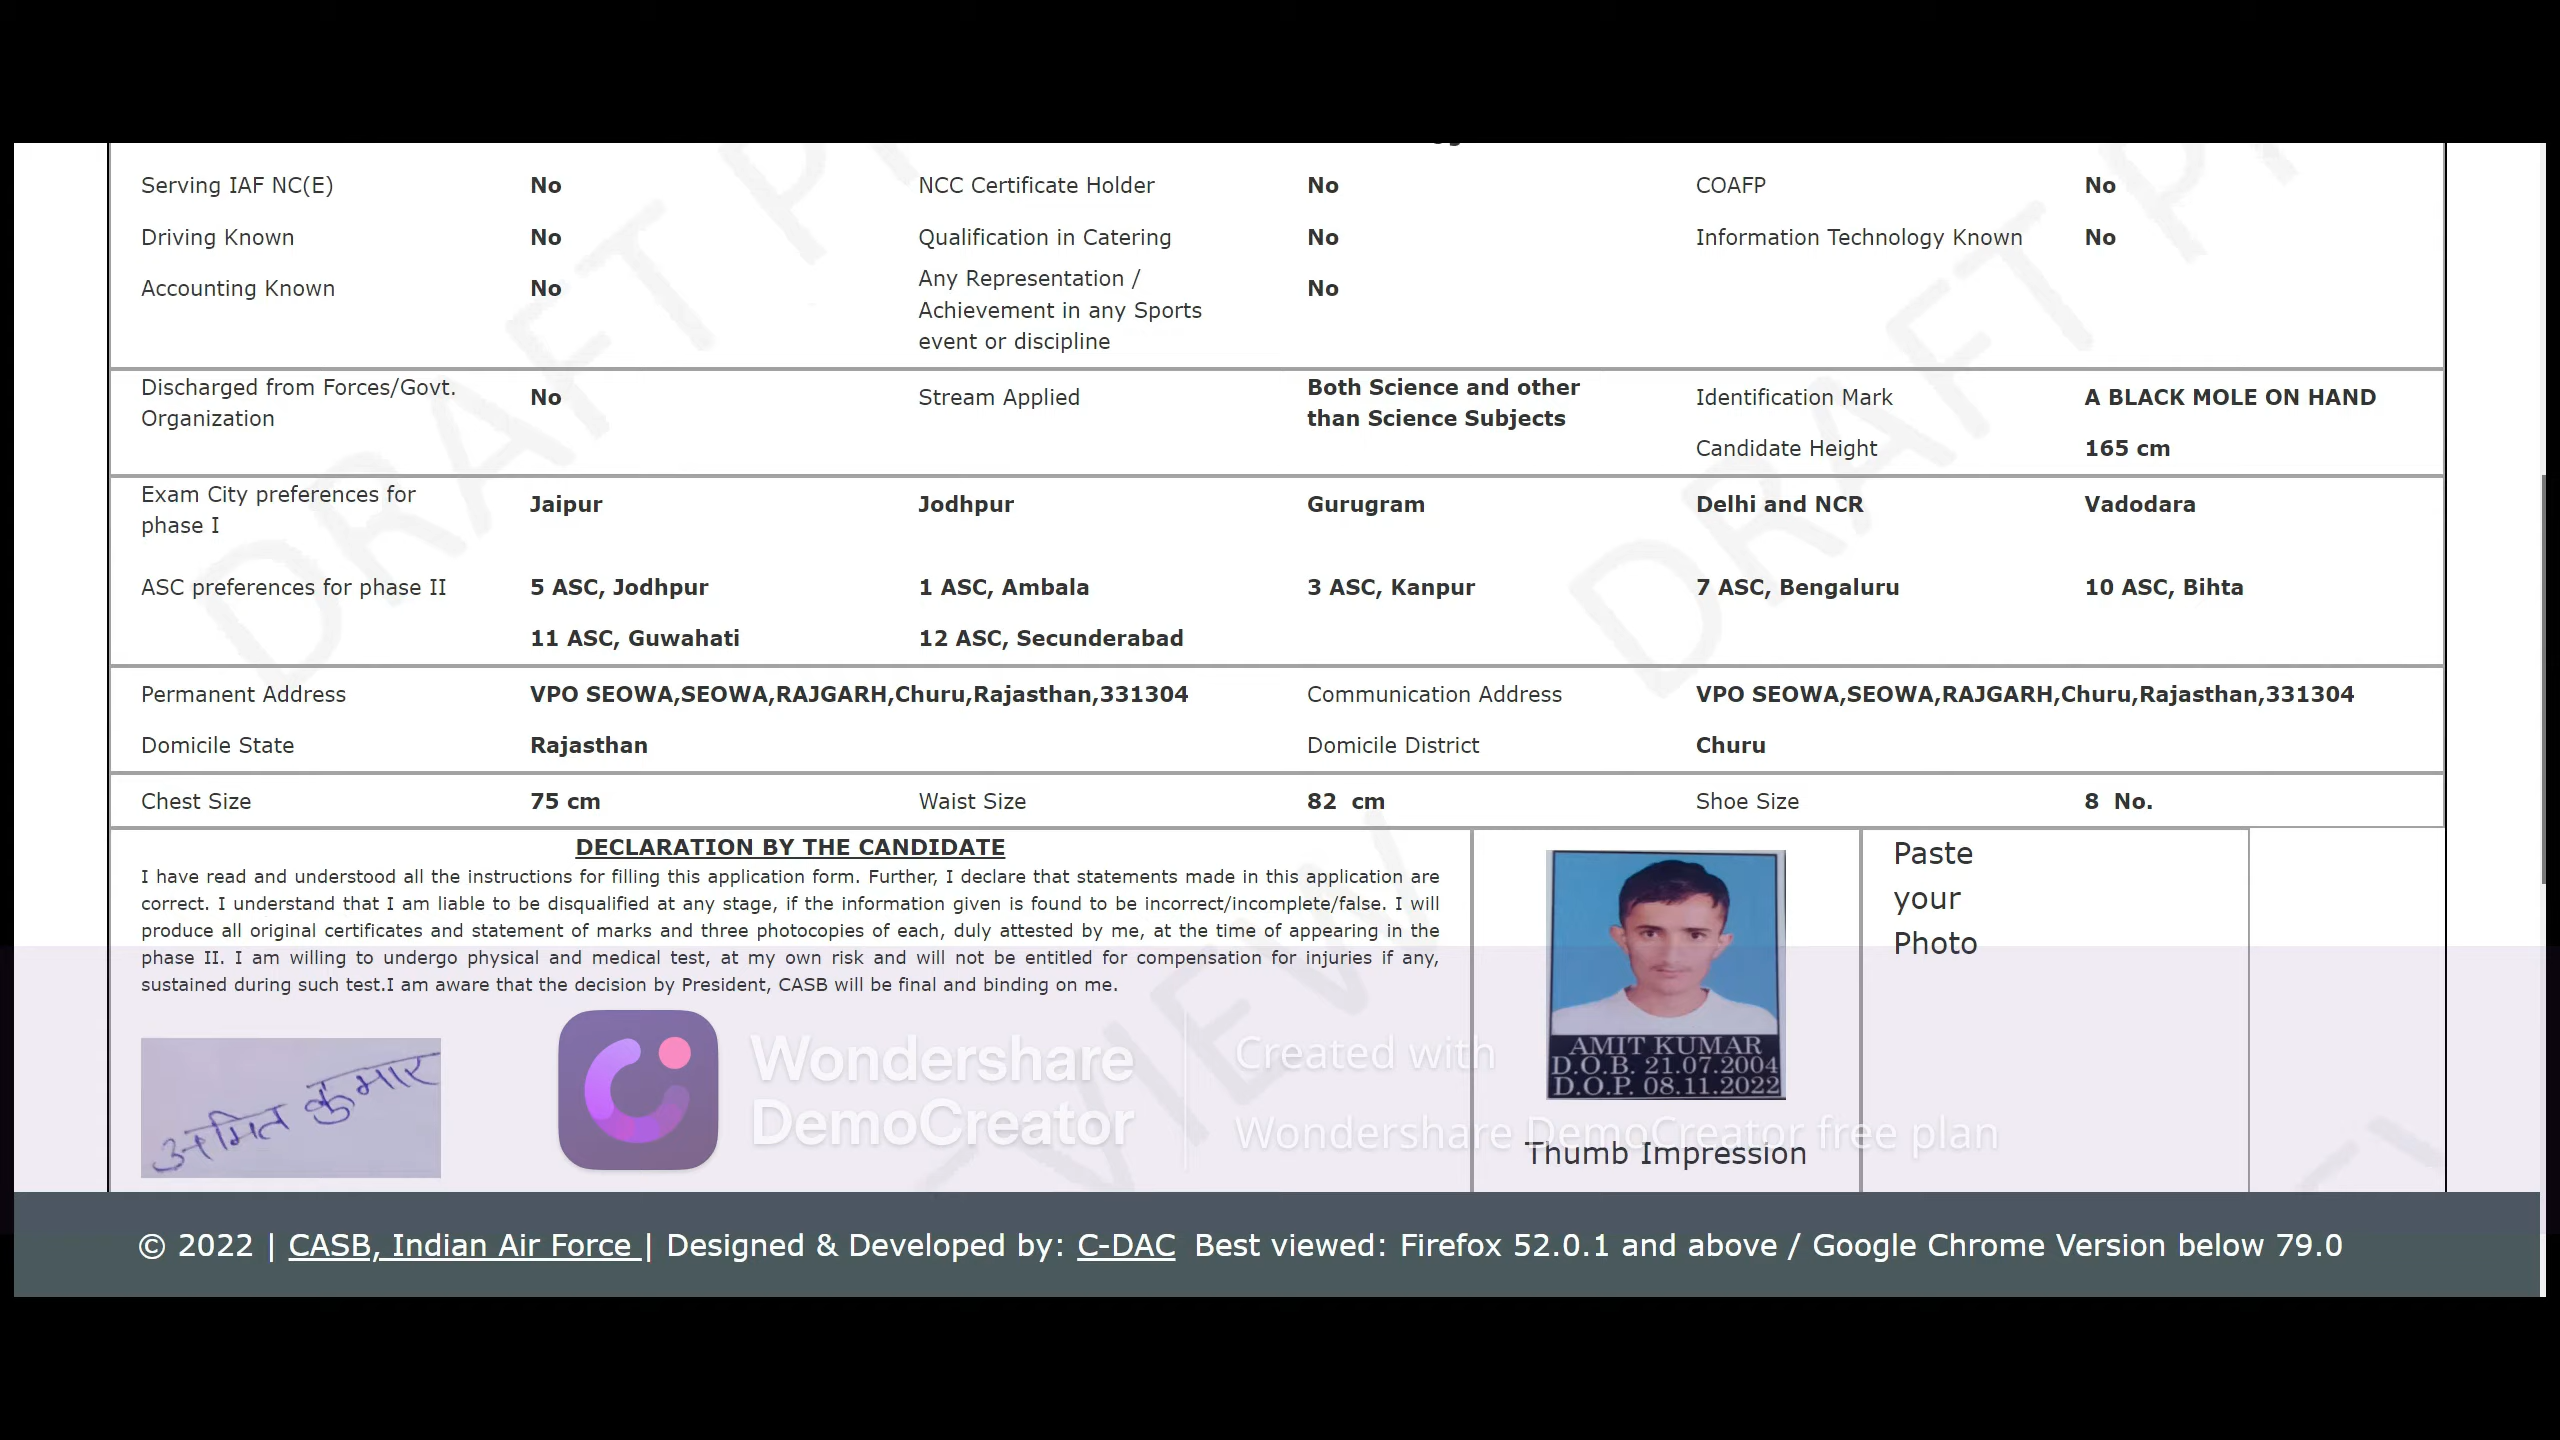 Serving IAF NC(E) No NCC Certificate Holder No COAFP No
Driving Known No Qualification in Catering No Information Technology Known No
Accounting Known No Any Representation / Achievement in any Sports event or discipline No
Discharged from Forces/Govt. Organization No Stream Applied Both Science and other than Science Subjects Identification Mark A BLACK MOLE ON HAND
Candidate Height 165 cm
Exam City preferences for phase I Jaipur Jodhpur Gurugram Delhi and NCR Vadodara
ASC preferences for phase II 5 ASC, Jodhpur 1 ASC, Ambala 3 ASC, Kanpur 7 ASC, Bengaluru 10 ASC, Bihta
11 ASC, Guwahati 12 ASC, Secunderabad
Permanent Address VPO SEOWA,SEOWA,RAJGARH,Churu,Rajasthan,331304 Communication Address VPO SEOWA,SEOWA,RAJGARH,Churu,Rajasthan,331304
Domicile State Rajasthan Domicile District Churu
Chest Size 75 cm Waist Size 82 cm Shoe Size 8 No.
DECLARATION BY THE CANDIDATE
I have read and understood all the instructions for filling this application form. Further, I declare that statements made in this application are
correct. I understand that I am liable to be disqualified at any stage, if the information given is found to be incorrect/incomplete/false. I will
produce all original certificates and statement of marks and three photocopies of each, duly attested by me, at the time of appearing in the
phase II. I am willing to undergo physical and medical test, at my own risk and will not be entitled for compensation for injuries if any,
sustained during such test.I am aware that the decision by President, CASB will be final and binding on me.
अमित कुमार
AMIT KUMAR
D.O.B. 21.07.2004
D.O.P. 08.11.2022
Thumb Impression
Paste
your
Photo
Wondershare
DemoCreator
Created with
Wondershare DemoCreator free plan
DRAFT
DRAFT
© 2022 | CASB, Indian Air Force | Designed & Developed by: C-DAC Best viewed: Firefox 52.0.1 and above / Google Chrome Version below 79.0